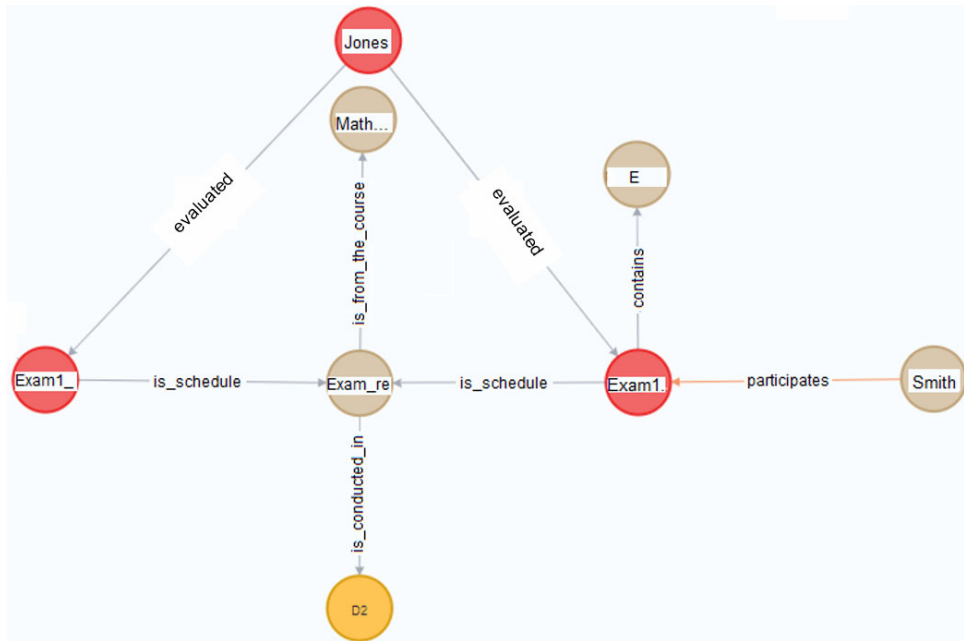 Jones
Math...
E
evaluated
evaluated
is_from_the_course
contains
Exam1_
is_schedule
Exam_re
is_schedule
Exam1.
participates
Smith
is_conducted_in
D2